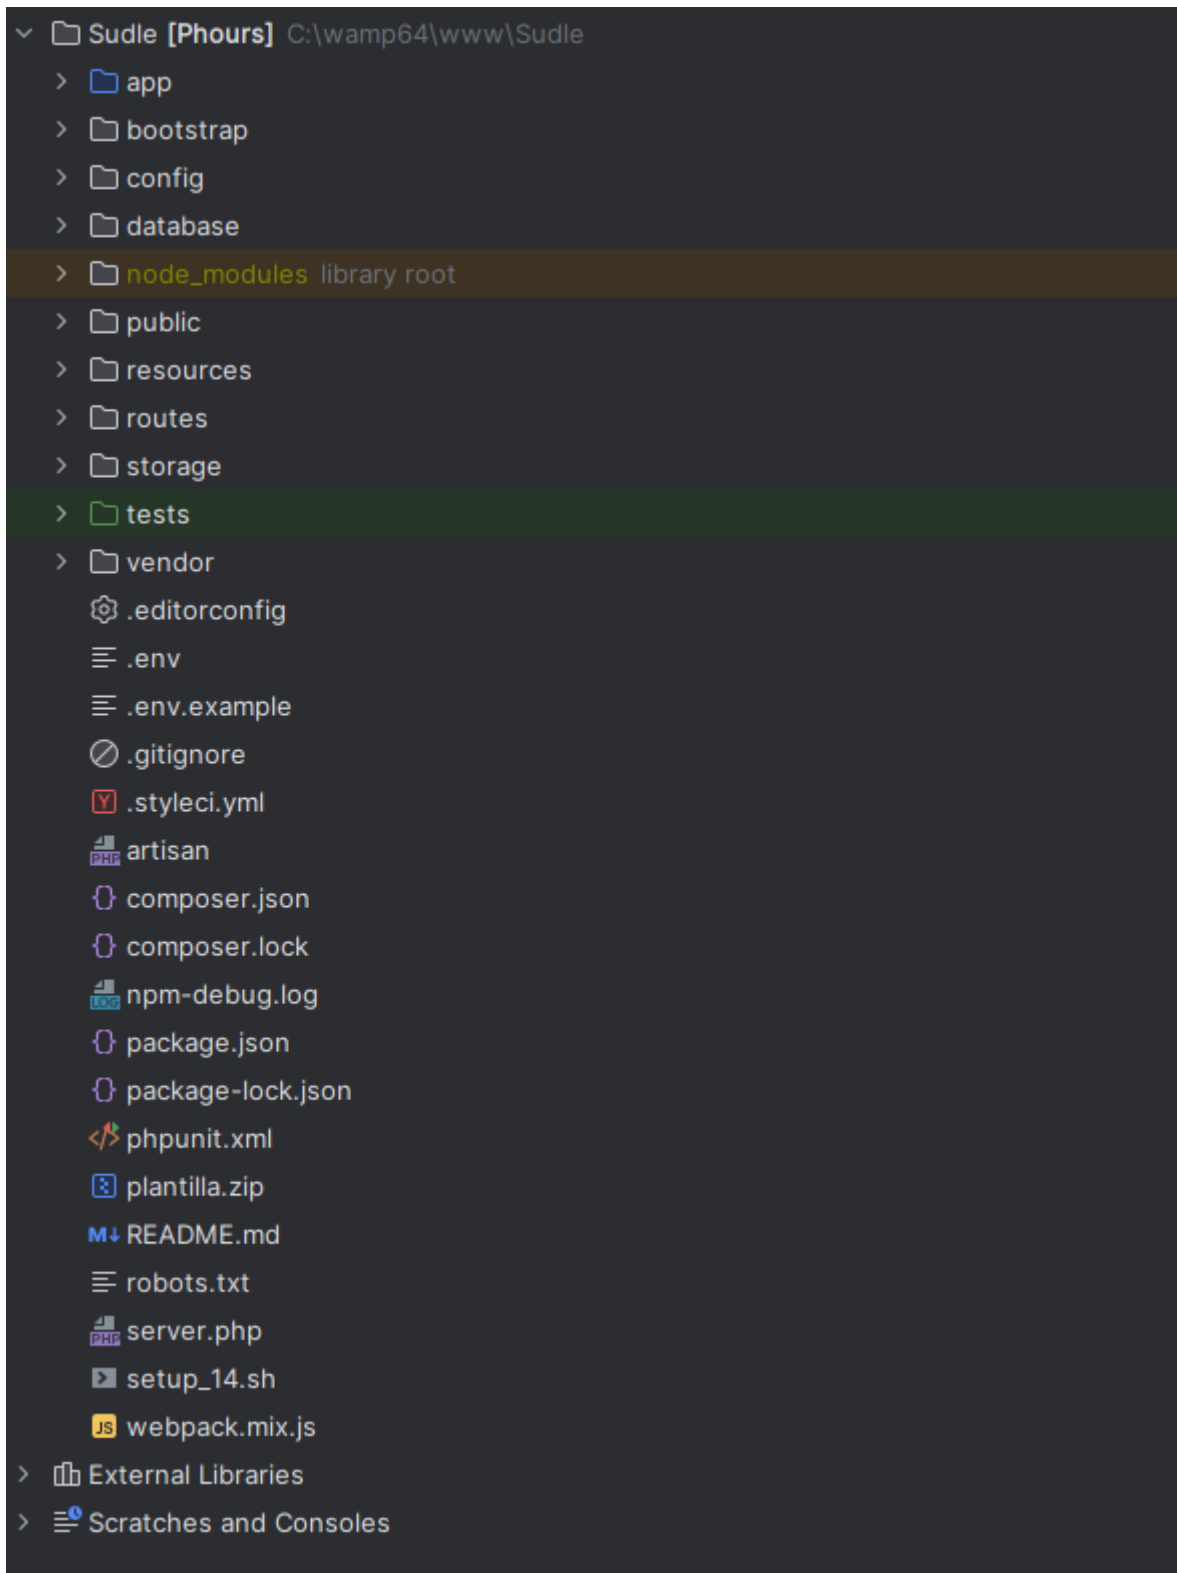 Sudle [Phours] C:\wamp64\www\Sudle
app
bootstrap
config
database
node_modules library root
public
resources
routes
storage
tests
vendor
.editorconfig
.env
.env.example
.gitignore
.styleci.yml
artisan
composer.json
composer.lock
npm-debug.log
package.json
package-lock.json
phpunit.xml
plantilla.zip
README.md
robots.txt
server.php
setup_14.sh
webpack.mix.js
External Libraries
Scratches and Consoles